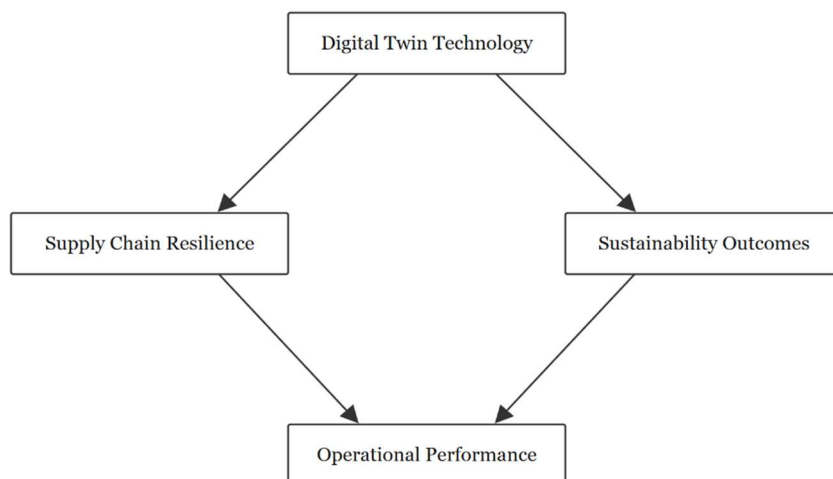 Digital Twin Technology
Supply Chain Resilience
Sustainability Outcomes
Operational Performance